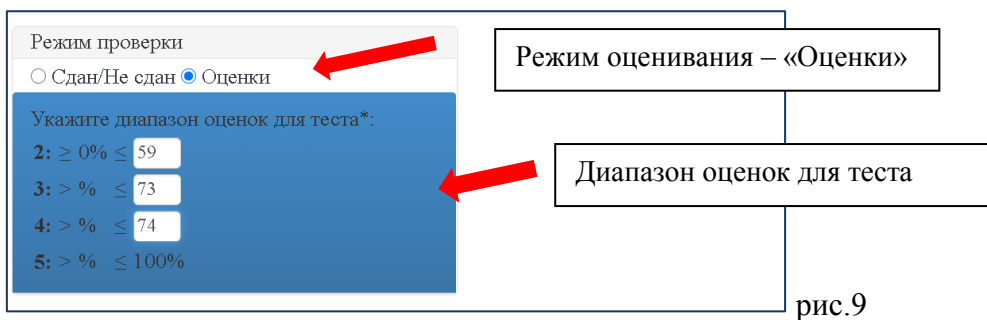 Режим проверки
Сдан/Не сдан Оценки
Укажите диапазон оценок для теста*:
2: ≥ 0% ≤ 59
3: > % ≤ 73
4: > % ≤ 74
5: > % ≤ 100%
Режим оценивания – «Оценки»
Диапазон оценок для теста
рис.9